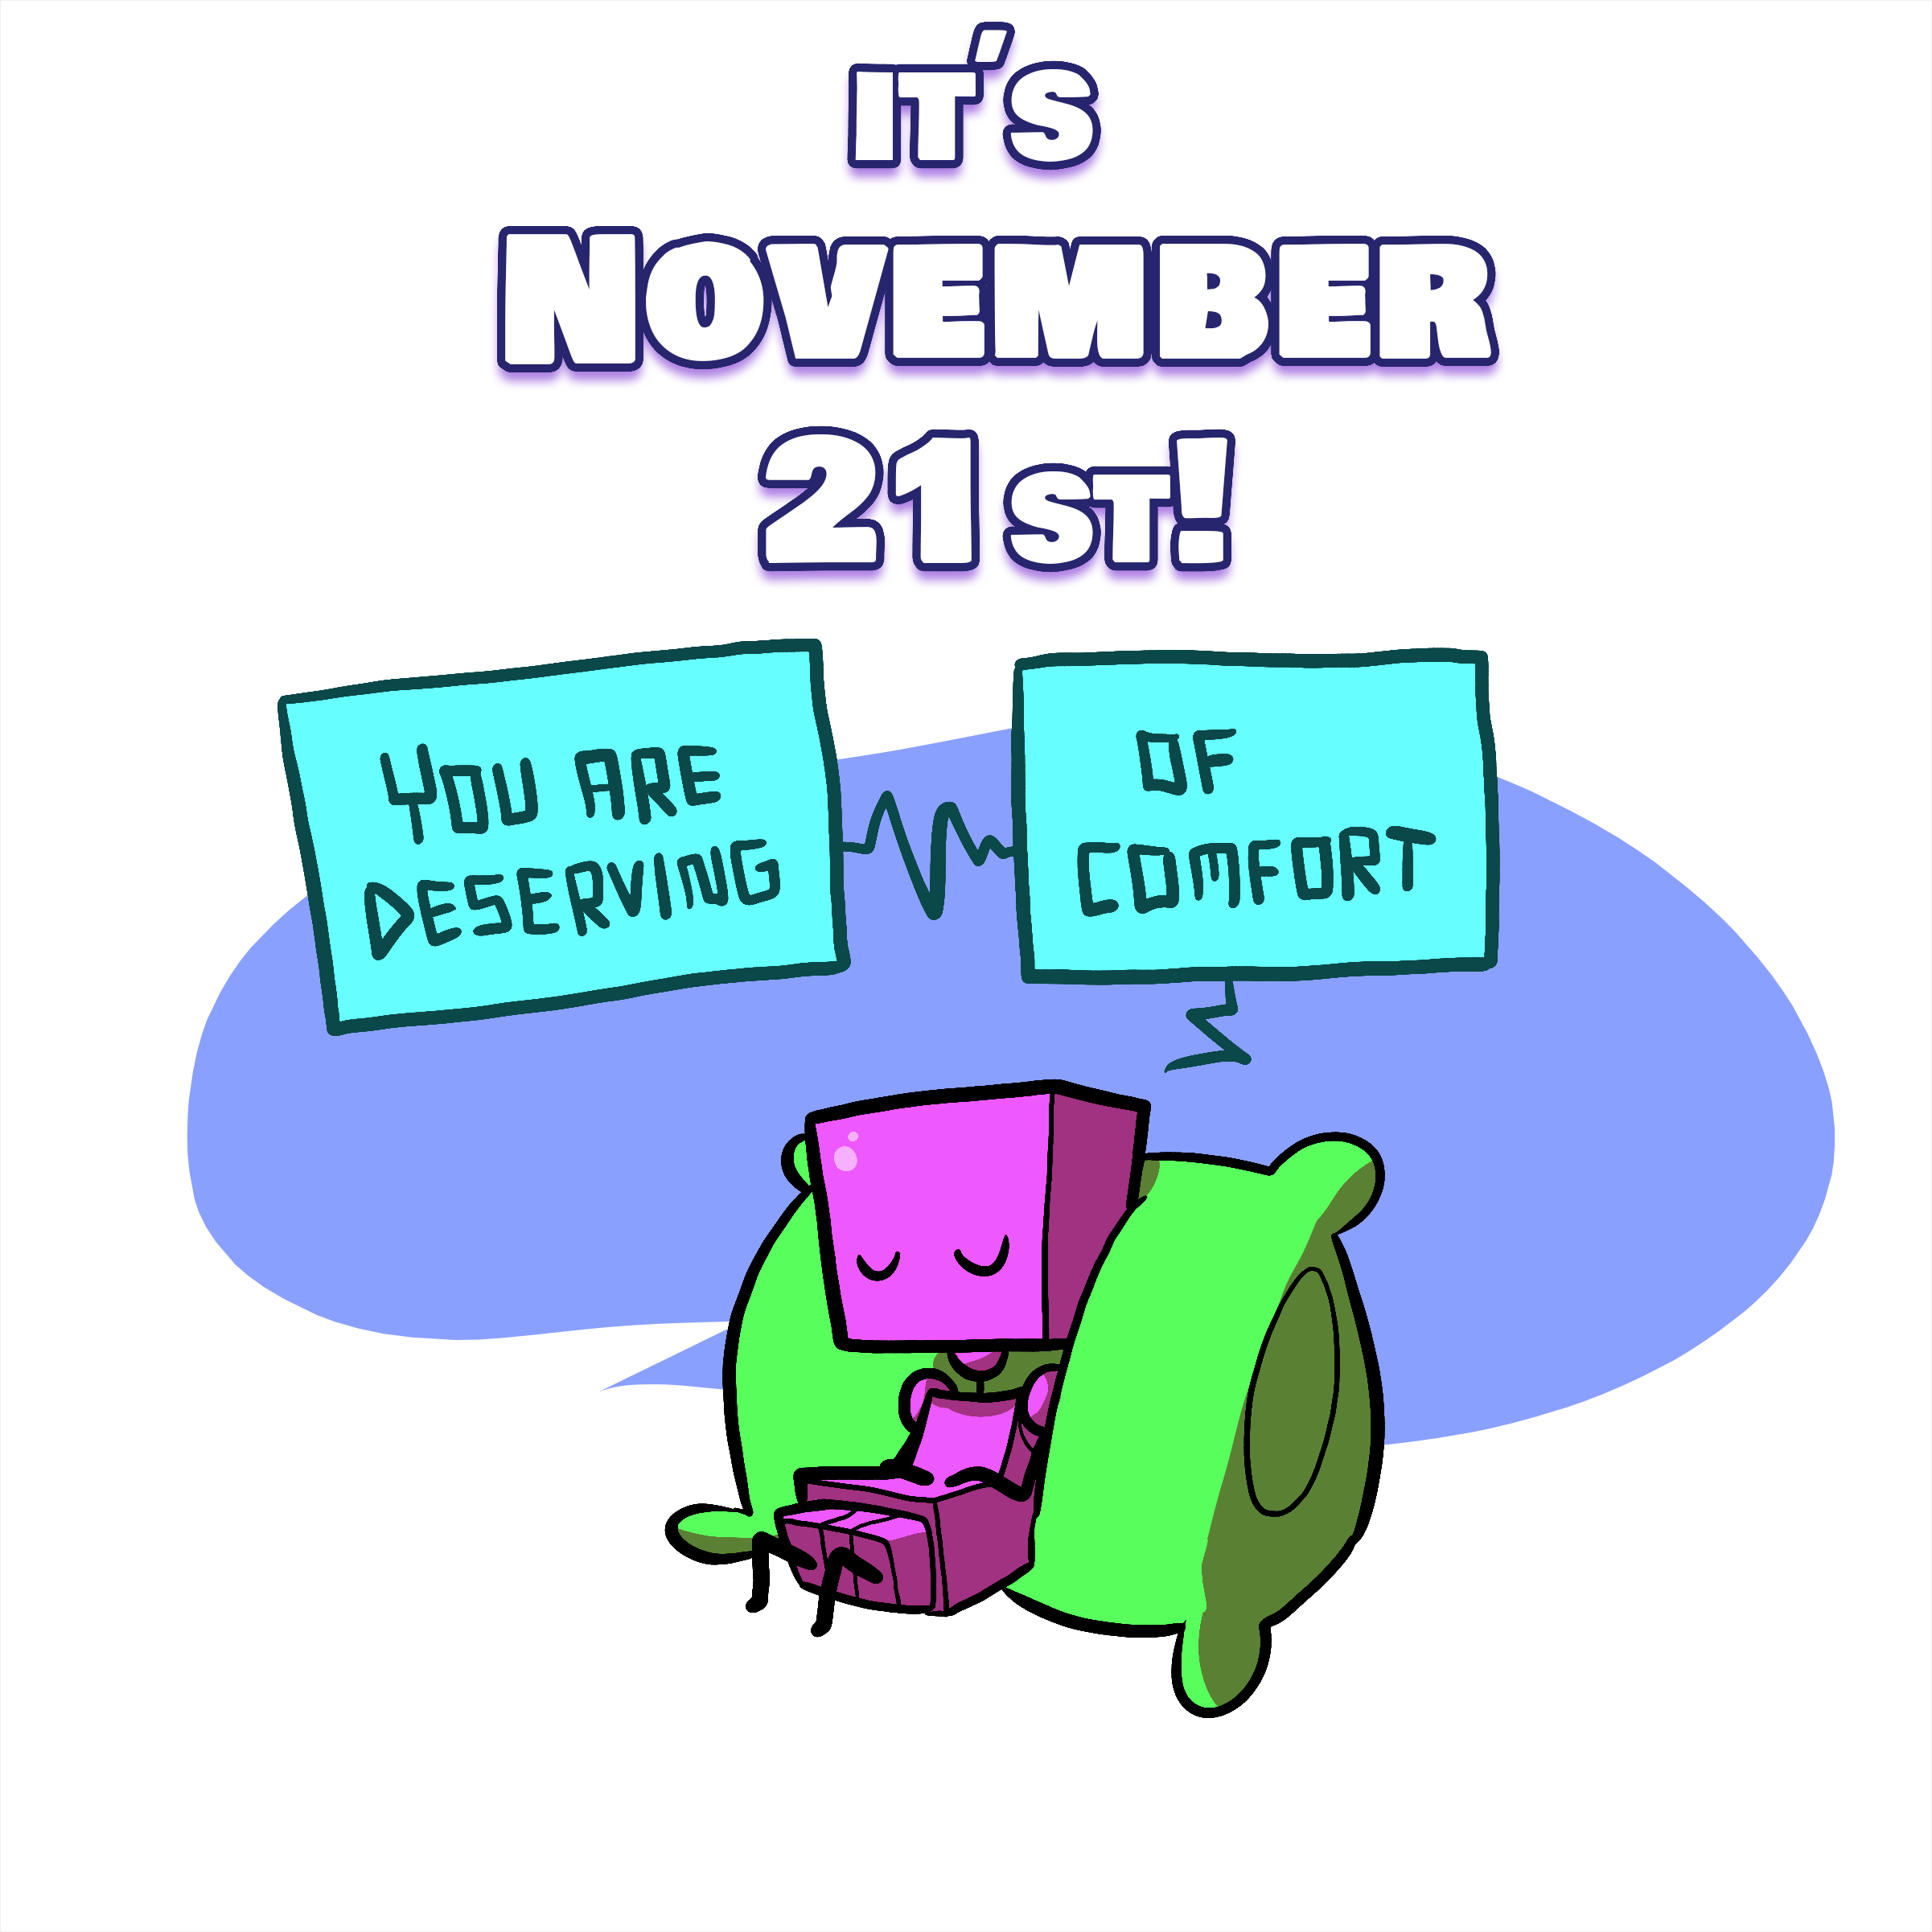 IT'S
NOVEMBER
21ST!
YOU ARE
DESERVING
OF
COMFORT